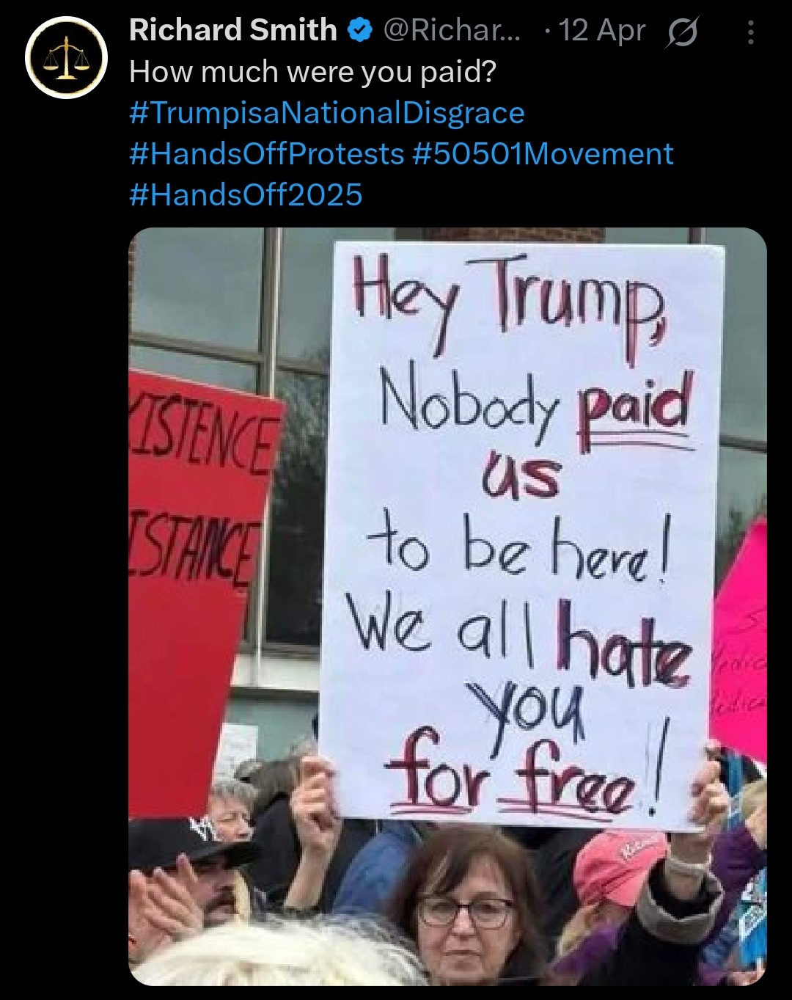 Richard Smith @Richar... · 12 Apr
How much were you paid?
#TrumpisaNationalDisgrace
#HandsOffProtests #50501Movement
#HandsOff2025
Hey Trump,
Nobody paid
us
to be here!
We all hate
you
for free!
XISTENCE
ISTANCE